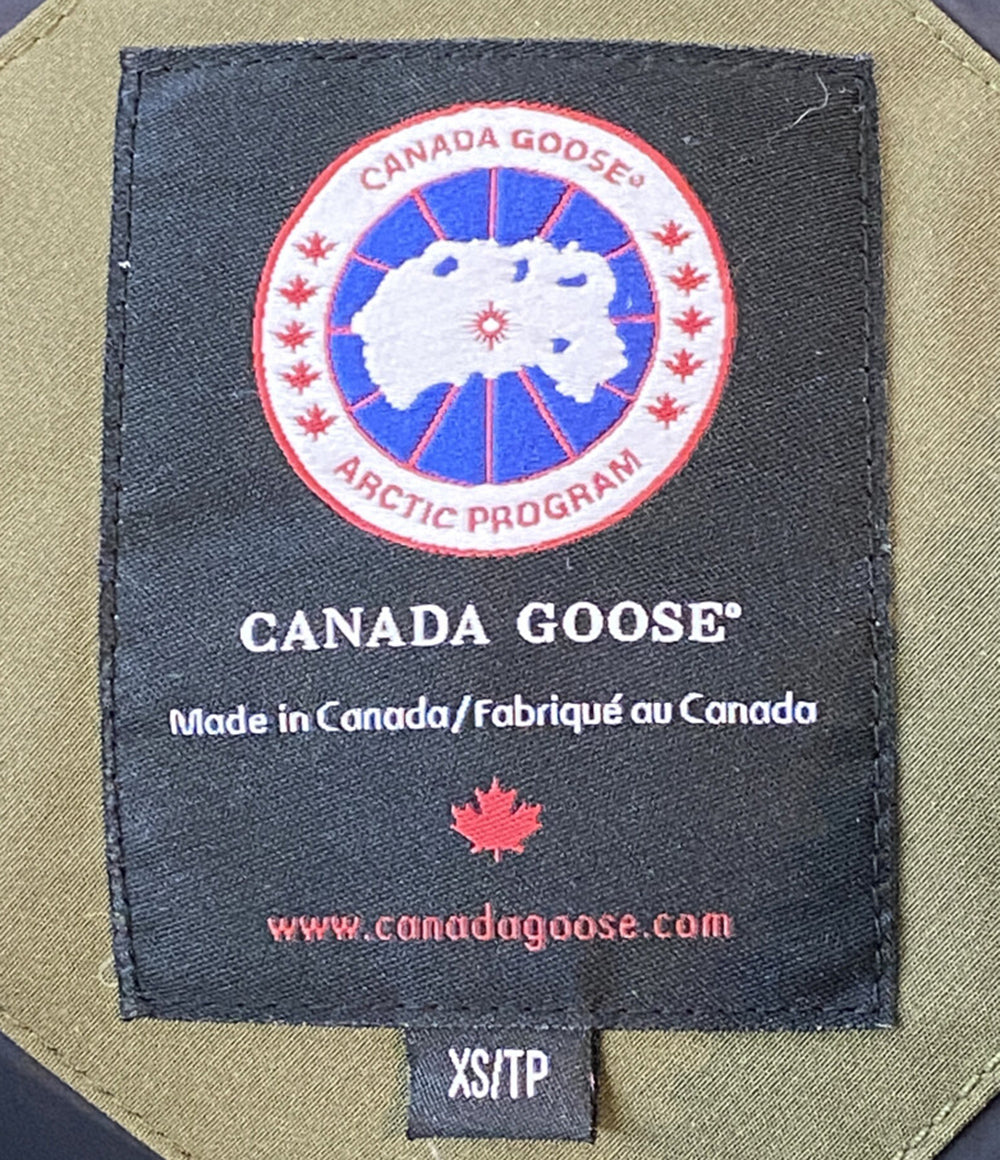 CANADA GOOSE®
ARCTIC PROGRAM
CANADA GOOSE®
Made in Canada/Fabriqué au Canada
www.canadagoose.com
XS/TP